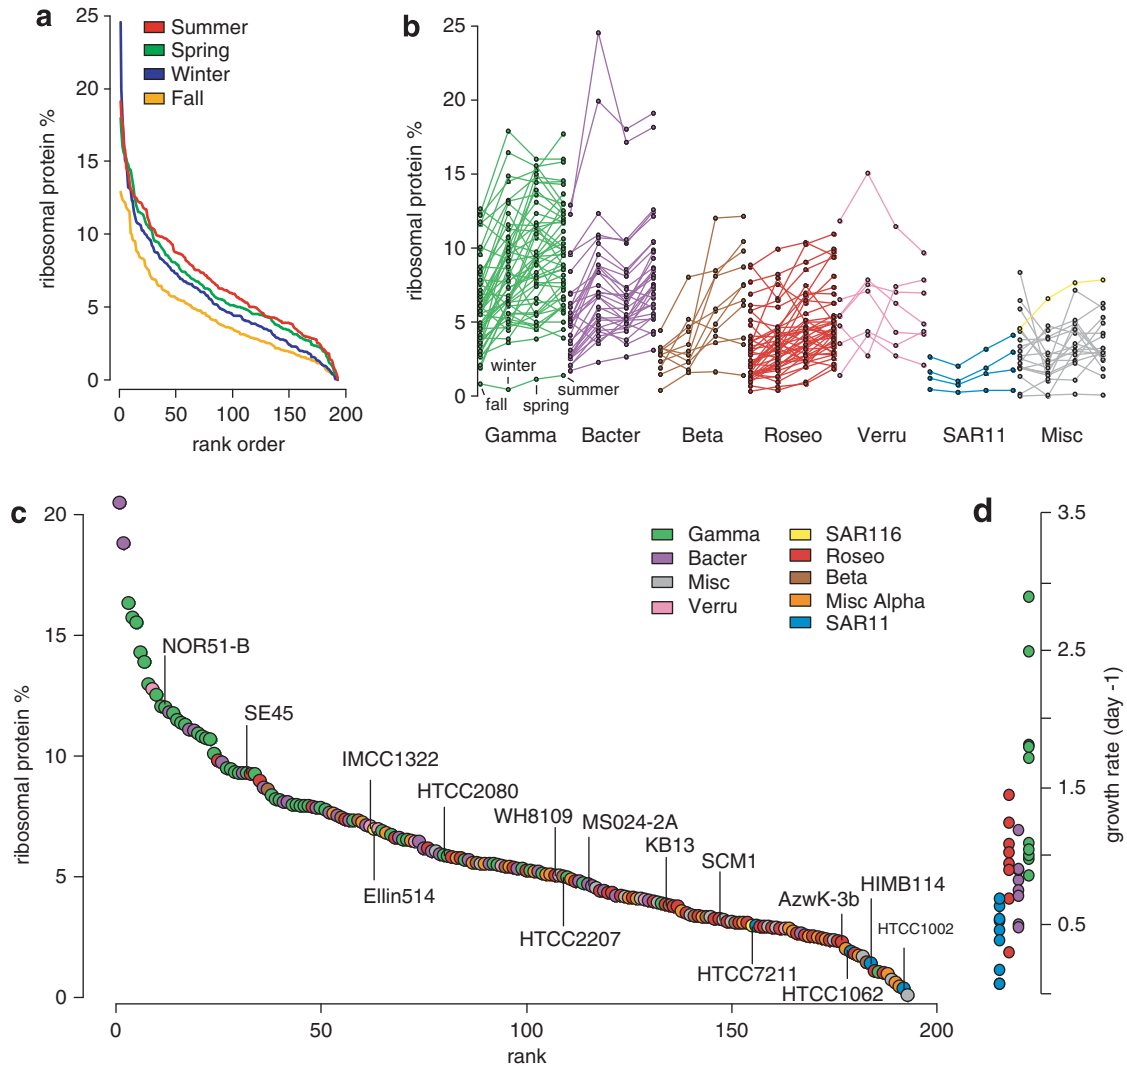 a
25
20
15
10
5
0
ribosomal protein %
Summer
Spring
Winter
Fall
0 50 100 150 200
rank order
b
25
20
15
10
5
0
ribosomal protein %
winter
fall
spring
summer
Gamma Bacter Beta Roseo Verru SAR11 Misc
c
20
15
10
5
0
ribosomal protein %
Gamma
Bacter
Misc
Verru
SAR116
Roseo
Beta
Misc Alpha
SAR11
NOR51-B
SE45
IMCC1322
Ellin514
HTCC2080
WH8109
HTCC2207
MS024-2A
KB13
SCM1
HTCC7211
AzwK-3b
HTCC1062
HIMB114
HTCC1002
0 50 100 150 200
rank
d
3.5
2.5
1.5
0.5
growth rate (day -1)